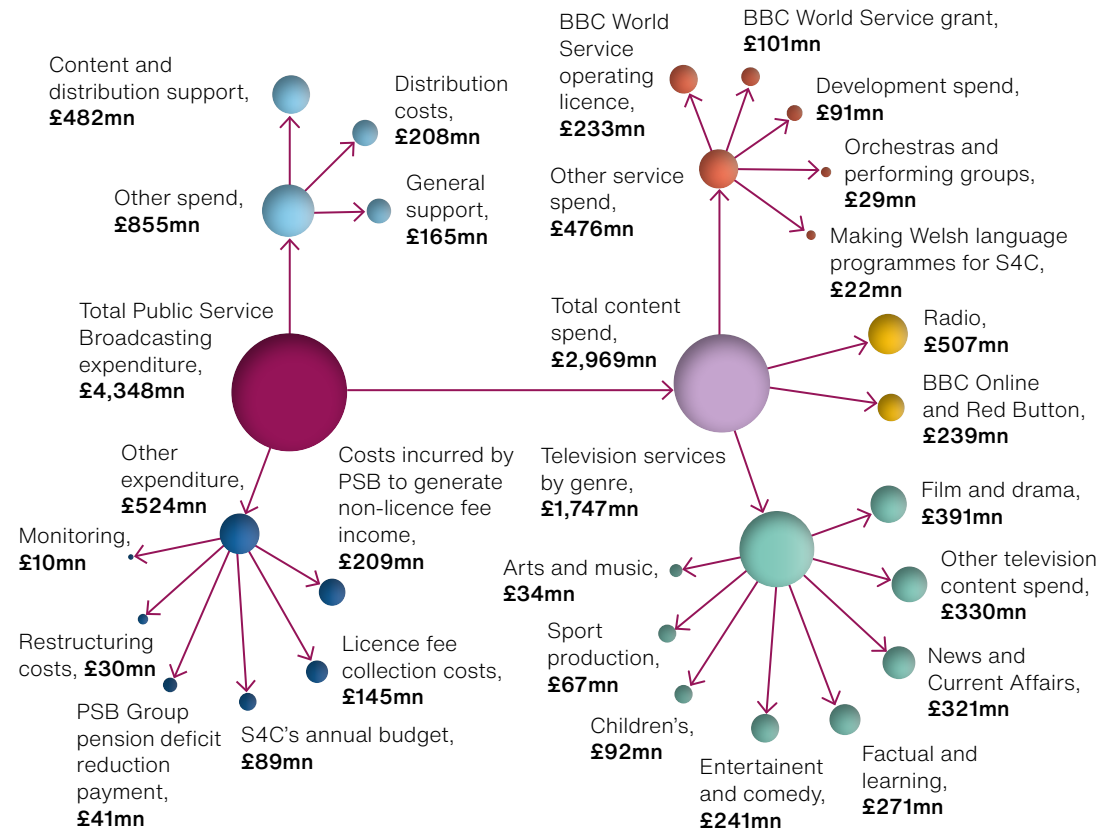 Content and
distribution support,
£482mn
Distribution
costs,
£208mn
Other spend,
£855mn
General
support,
£165mn
BBC World
Service
operating
licence,
£233mn
BBC World Service grant,
£101mn
Development spend,
£91mn
Orchestras and
performing groups,
£29mn
Other service
spend,
£476mn
Making Welsh language
programmes for S4C,
£22mn
Total Public Service
Broadcasting
expenditure,
£4,348mn
Total content
spend,
£2,969mn
Radio,
£507mn
BBC Online
and Red Button,
£239mn
Other
expenditure,
£524mn
Costs incurred by
PSB to generate
non-licence fee
income,
£209mn
Monitoring,
£10mn
Restructuring
costs, £30mn
PSB Group
pension deficit
reduction
payment,
£41mn
S4C’s annual budget,
£89mn
Licence fee
collection costs,
£145mn
Television services
by genre,
£1,747mn
Film and drama,
£391mn
Other television
content spend,
£330mn
Arts and music,
£34mn
Sport
production,
£67mn
News and
Current Affairs,
£321mn
Children’s,
£92mn
Entertainent
and comedy,
£241mn
Factual and
learning,
£271mn